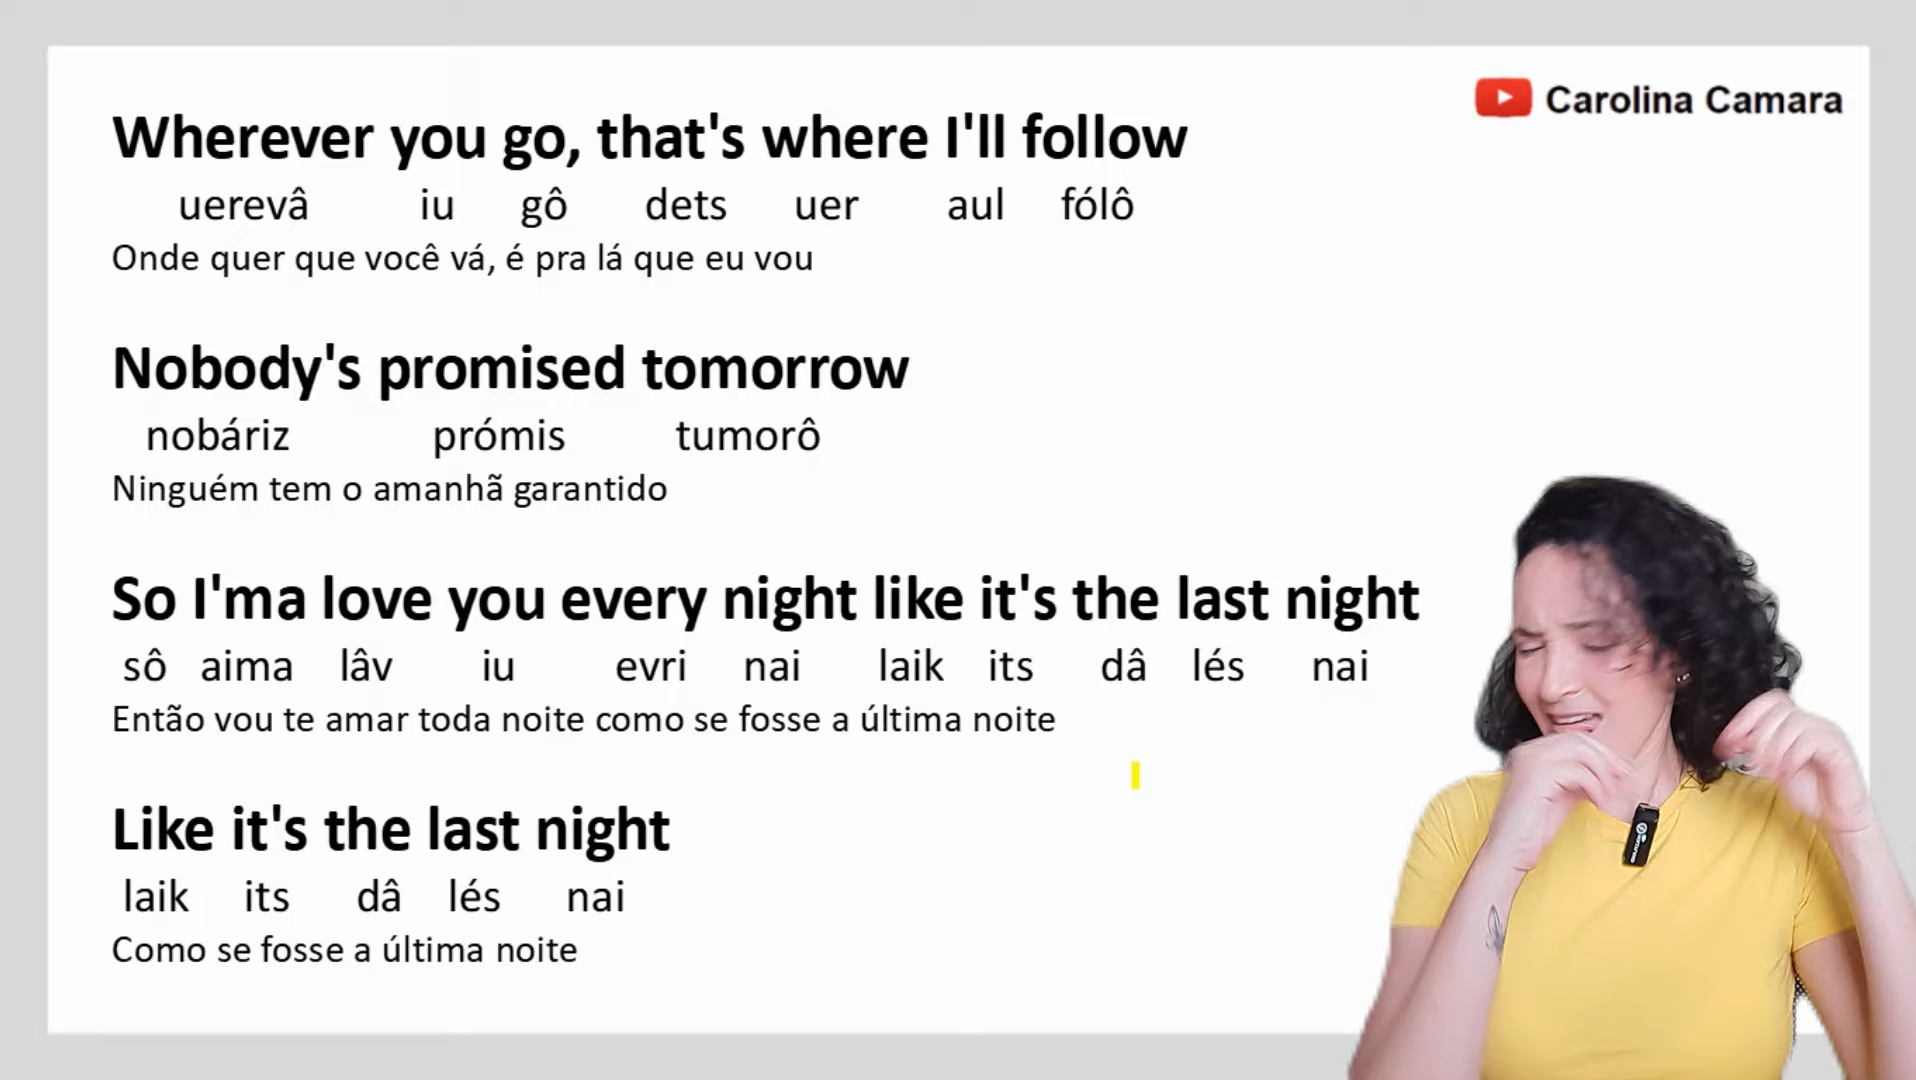 Carolina Camara
Wherever you go, that's where I'll follow
uerevâ iu gô dets uer aul fólô
Onde quer que você vá, é pra lá que eu vou
Nobody's promised tomorrow
nobáriz prómis tumorô
Ninguém tem o amanhã garantido
So I'ma love you every night like it's the last night
sô aima lâv iu evri nai laik its dâ lés nai
Então vou te amar toda noite como se fosse a última noite
Like it's the last night
laik its dâ lés nai
Como se fosse a última noite